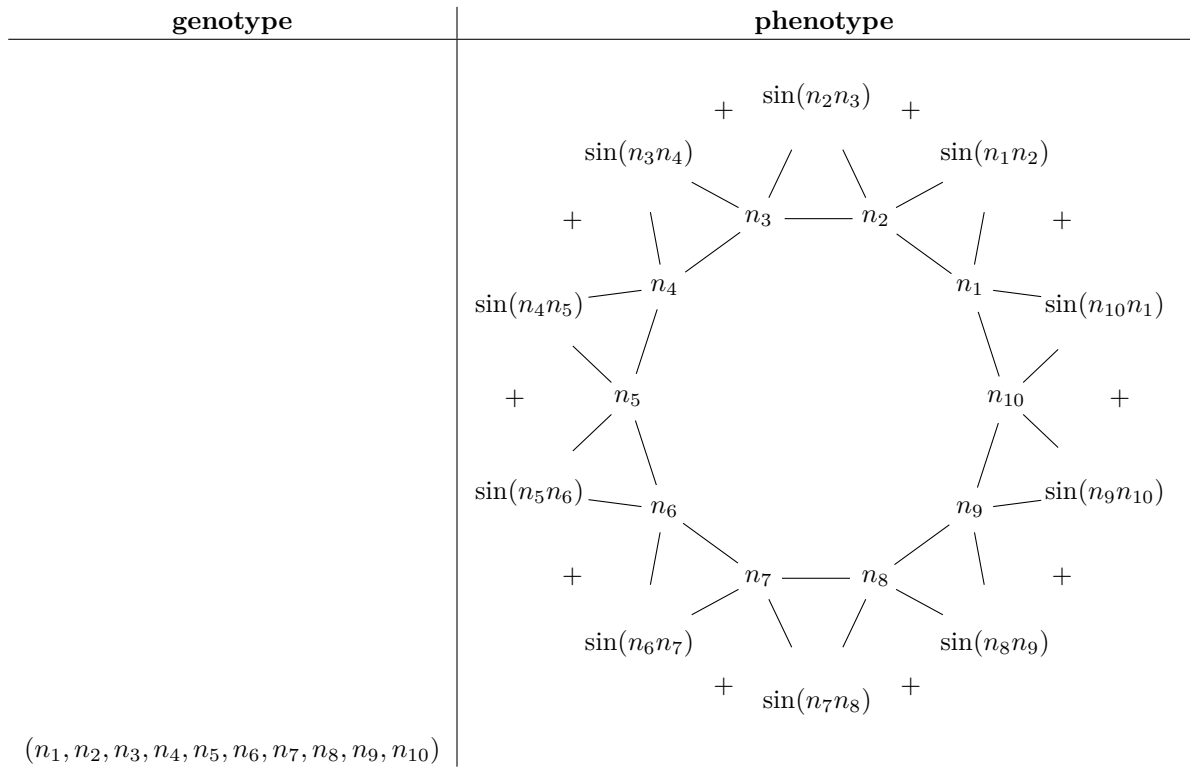 genotype phenotype
+ sin(n₂n₃) +
sin(n₃n₄) sin(n₁n₂)
n₃ n₂
+ +
n₄ n₁
sin(n₄n₅) sin(n₁₀n₁)
+ n₅ n₁₀ +
sin(n₅n₆) sin(n₉n₁₀)
n₆ n₉
+ n₇ n₈ +
sin(n₆n₇) sin(n₈n₉)
+ sin(n₇n₈) +
(n₁, n₂, n₃, n₄, n₅, n₆, n₇, n₈, n₉, n₁₀)